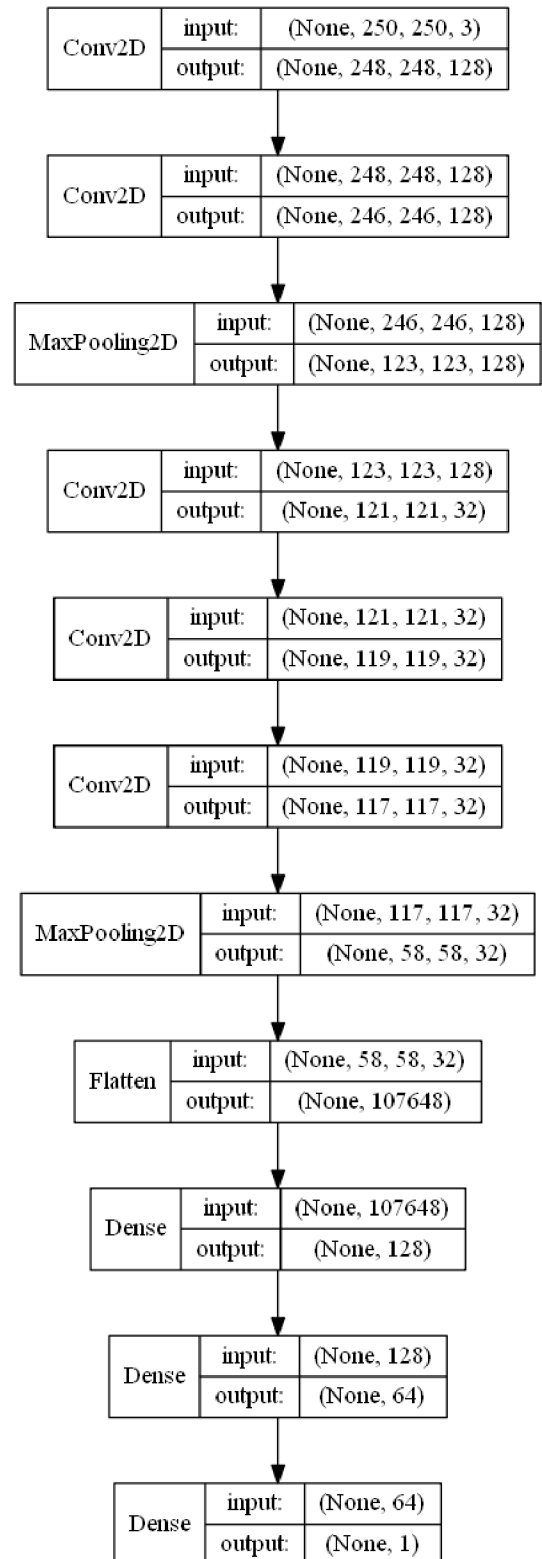 Conv2D
input: (None, 250, 250, 3)
output: (None, 248, 248, 128)
Conv2D
input: (None, 248, 248, 128)
output: (None, 246, 246, 128)
MaxPooling2D
input: (None, 246, 246, 128)
output: (None, 123, 123, 128)
Conv2D
input: (None, 123, 123, 128)
output: (None, 121, 121, 32)
Conv2D
input: (None, 121, 121, 32)
output: (None, 119, 119, 32)
Conv2D
input: (None, 119, 119, 32)
output: (None, 117, 117, 32)
MaxPooling2D
input: (None, 117, 117, 32)
output: (None, 58, 58, 32)
Flatten
input: (None, 58, 58, 32)
output: (None, 107648)
Dense
input: (None, 107648)
output: (None, 128)
Dense
input: (None, 128)
output: (None, 64)
Dense
input: (None, 64)
output: (None, 1)